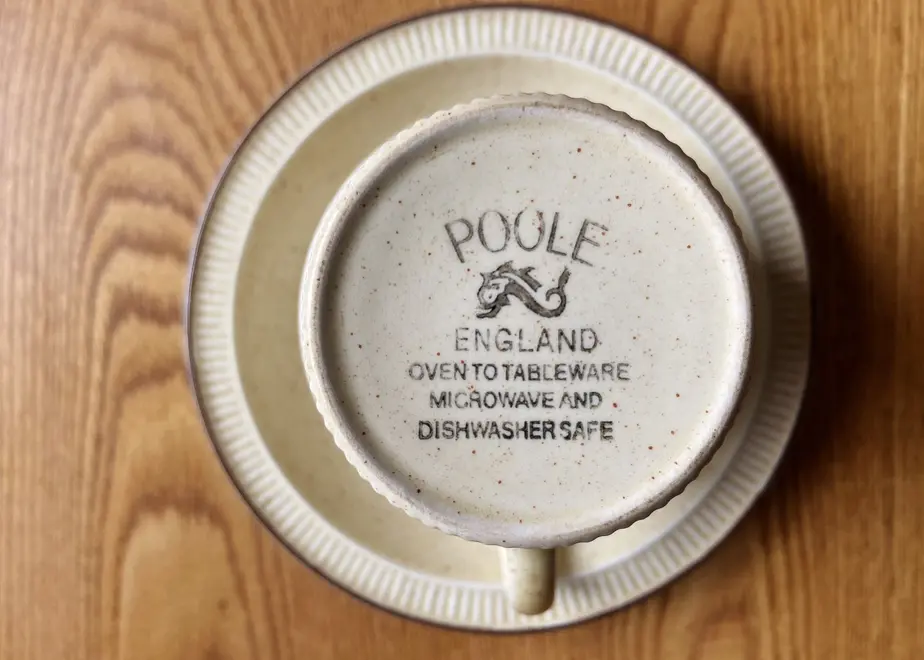 POOLE
ENGLAND
OVEN TO TABLEWARE
MICROWAVE AND
DISHWASHER SAFE